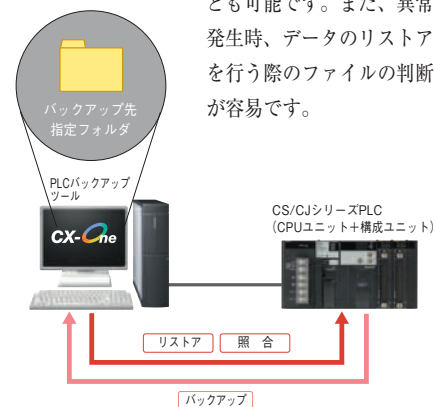 とも可能です。また、異常
発生時、データのリストア
を行う際のファイルの判断
が容易です。
バックアップ先
指定フォルダ
PLCバックアップ
ツール
CX-One
CS/CJシリーズPLC
(CPUユニット+構成ユニット)
リストア
照 合
バックアップ